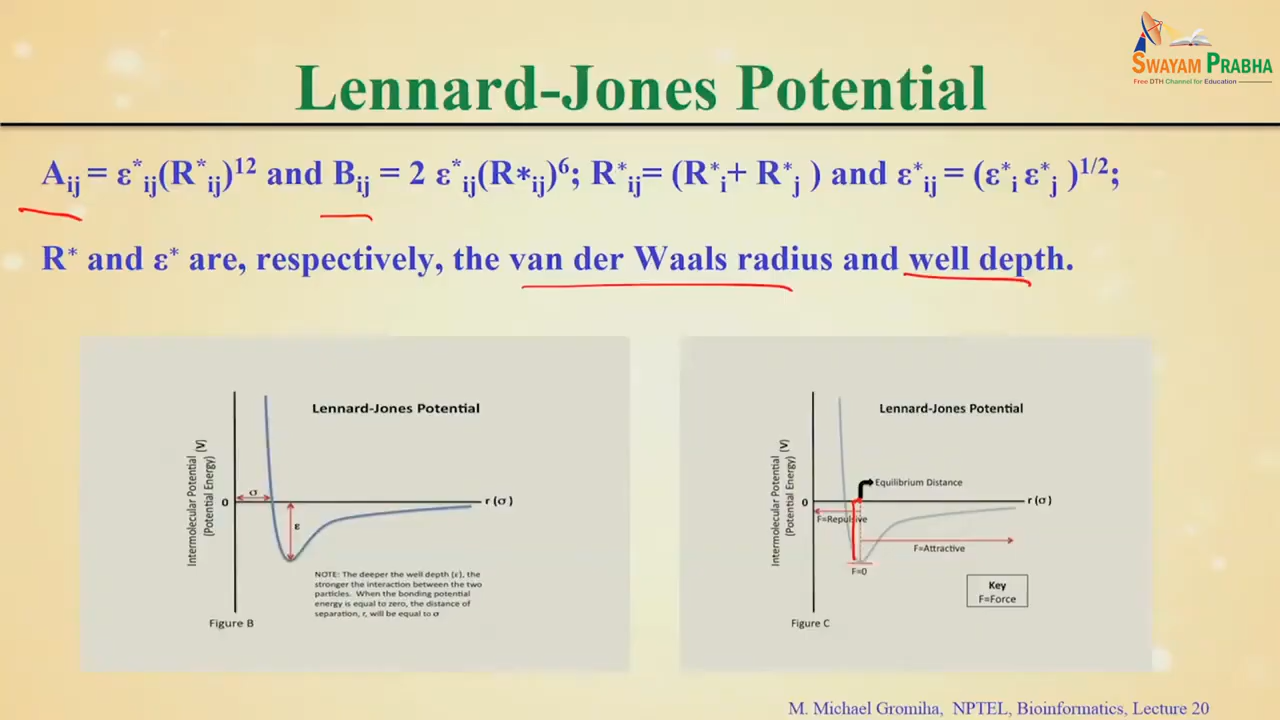 SWAYAM PRABHA
Free DTH Channel for Education
Lennard-Jones Potential
Aij = ε*ij(R*ij)12 and Bij = 2 ε*ij(R∗ij)6; R*ij= (R*i+ R*j ) and ε*ij = (ε*i ε*j )1/2;
R* and ε* are, respectively, the van der Waals radius and well depth.
Lennard-Jones Potential
Intermolecular Potential (V)
(Potential Energy)
σ
0
r (σ)
ε
NOTE: The deeper the well depth (ε), the
stronger the interaction between the two
particles. When the bonding potential
energy is equal to zero, the distance of
separation, r, will be equal to σ
Figure B
Lennard-Jones Potential
Intermolecular Potential (V)
(Potential Energy)
Equilibrium Distance
0
r (σ)
F=Repulsive
F=Attractive
F=0
Key
F=Force
Figure C
M. Michael Gromiha, NPTEL, Bioinformatics, Lecture 20